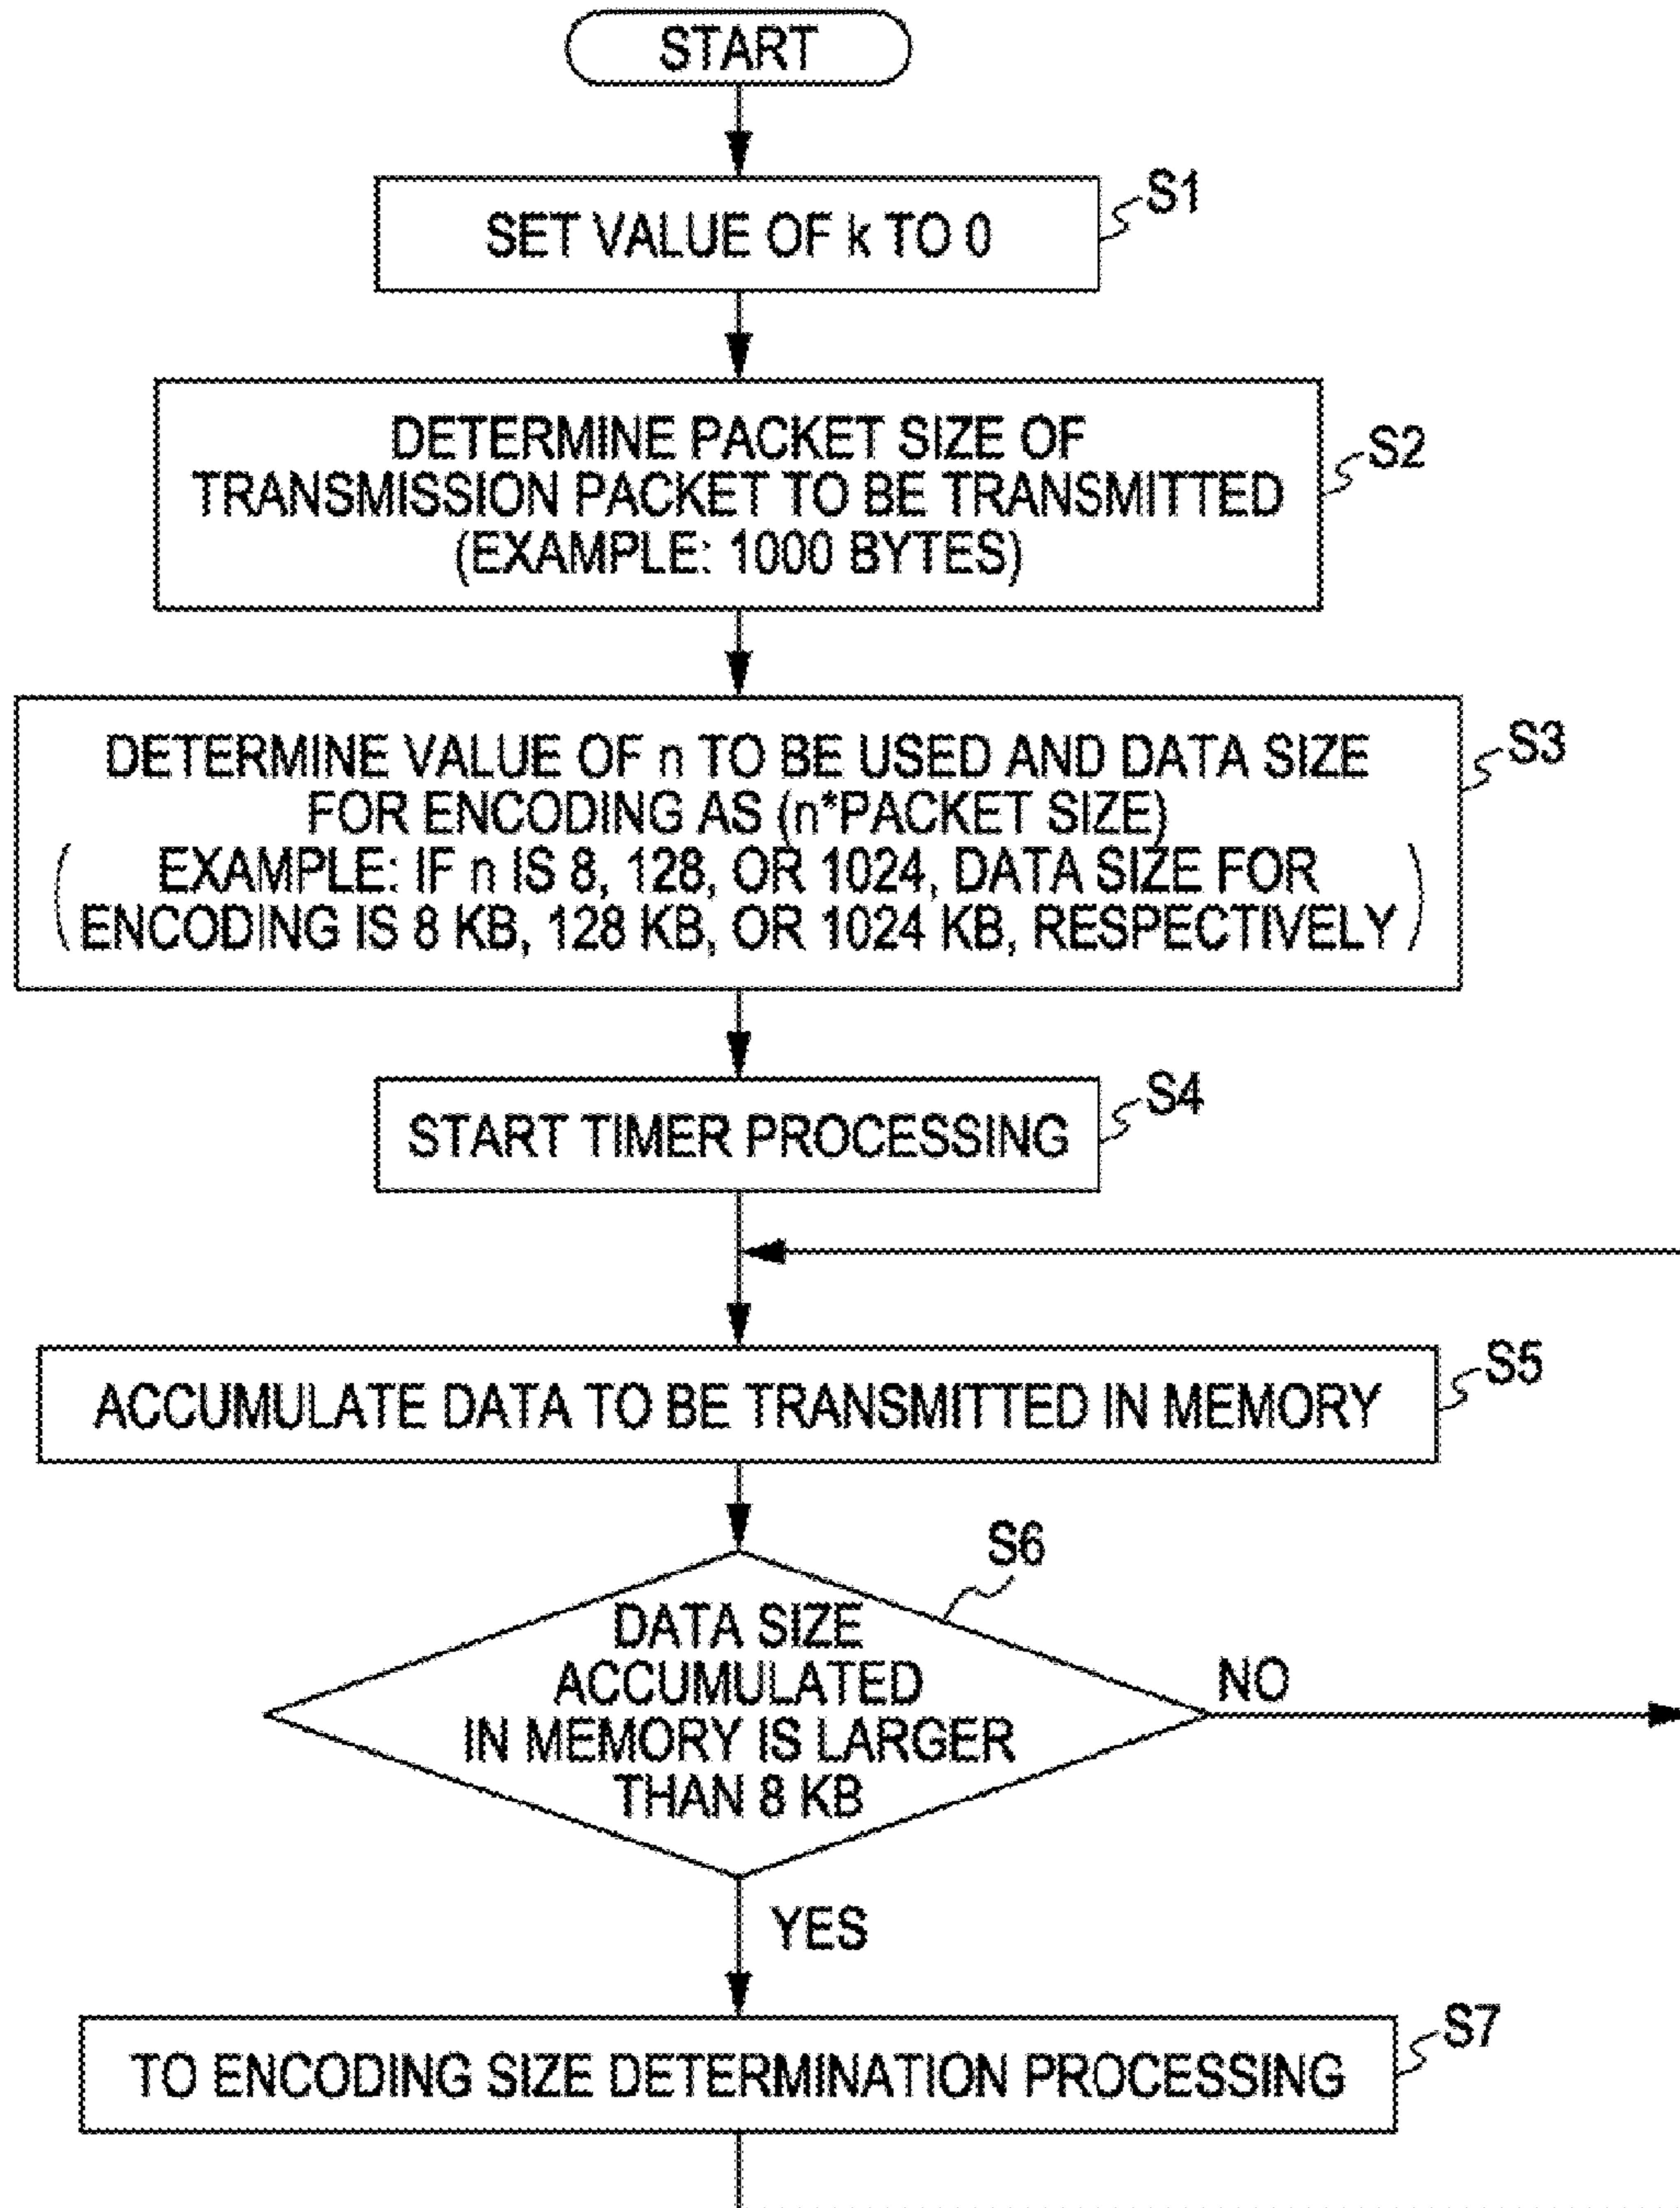 START
S1
SET VALUE OF k TO 0
S2
DETERMINE PACKET SIZE OF
TRANSMISSION PACKET TO BE TRANSMITTED
(EXAMPLE: 1000 BYTES)
S3
DETERMINE VALUE OF n TO BE USED AND DATA SIZE
FOR ENCODING AS (n*PACKET SIZE)
( EXAMPLE: IF n IS 8, 128, OR 1024, DATA SIZE FOR
ENCODING IS 8 KB, 128 KB, OR 1024 KB, RESPECTIVELY )
S4
START TIMER PROCESSING
S5
ACCUMULATE DATA TO BE TRANSMITTED IN MEMORY
S6
DATA SIZE
ACCUMULATED
IN MEMORY IS LARGER
THAN 8 KB
NO
YES
S7
TO ENCODING SIZE DETERMINATION PROCESSING